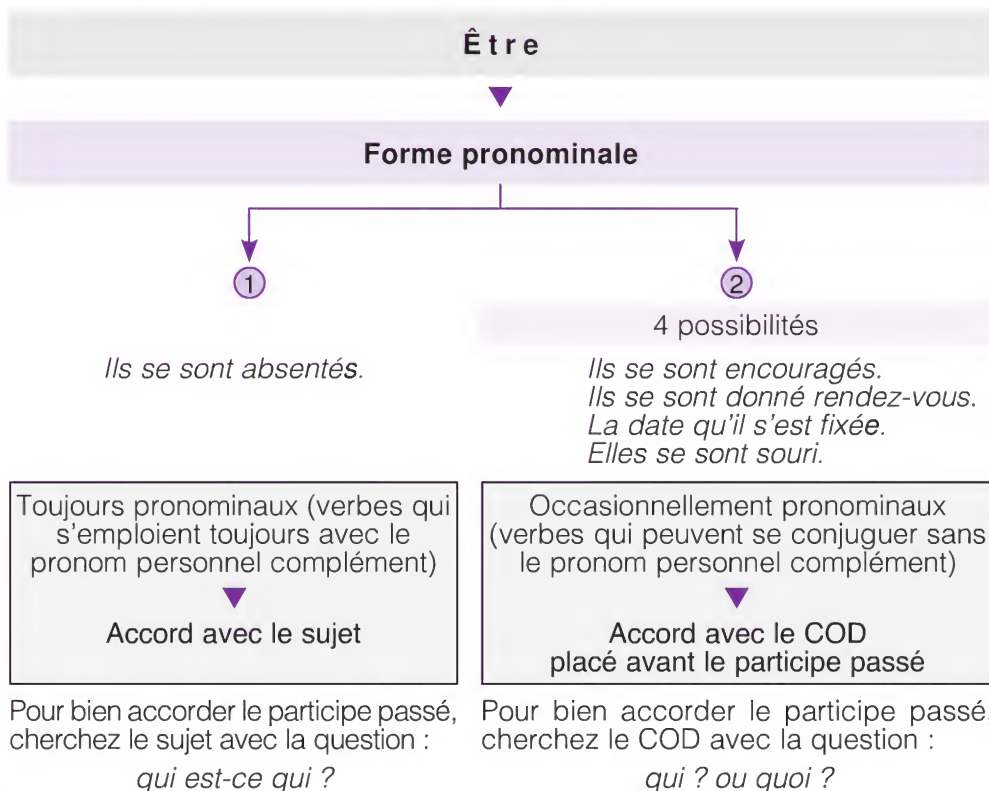 Être
Forme pronominale
1
Ils se sont absentés.
Toujours pronominaux (verbes qui
s'emploient toujours avec le
pronom personnel complément)
Accord avec le sujet
Pour bien accorder le participe passé,
cherchez le sujet avec la question :
qui est-ce qui ?
2
4 possibilités
Ils se sont encouragés.
Ils se sont donné rendez-vous.
La date qu'il s'est fixée.
Elles se sont souri.
Occasionnellement pronominaux
(verbes qui peuvent se conjuguer sans
le pronom personnel complément)
Accord avec le COD
placé avant le participe passé
Pour bien accorder le participe passé,
cherchez le COD avec la question :
qui ? ou quoi ?